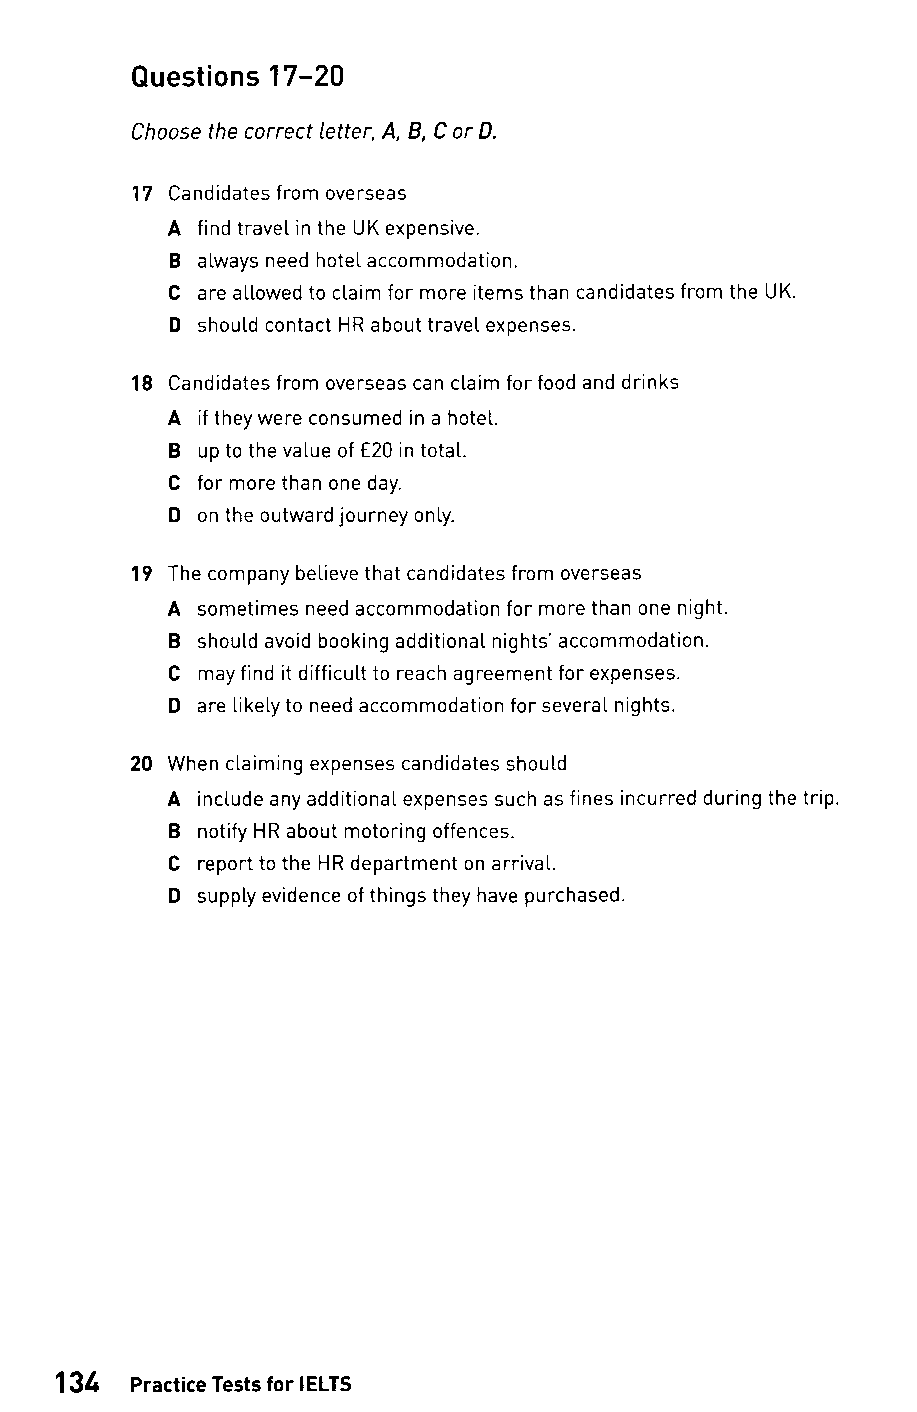 Questions 17–20
Choose the correct letter, A, B, C or D.
17 Candidates from overseas
A find travel in the UK expensive.
B always need hotel accommodation.
C are allowed to claim for more items than candidates from the UK.
D should contact HR about travel expenses.
18 Candidates from overseas can claim for food and drinks
A if they were consumed in a hotel.
B up to the value of £20 in total.
C for more than one day.
D on the outward journey only.
19 The company believe that candidates from overseas
A sometimes need accommodation for more than one night.
B should avoid booking additional nights' accommodation.
C may find it difficult to reach agreement for expenses.
D are likely to need accommodation for several nights.
20 When claiming expenses candidates should
A include any additional expenses such as fines incurred during the trip.
B notify HR about motoring offences.
C report to the HR department on arrival.
D supply evidence of things they have purchased.
134 Practice Tests for IELTS